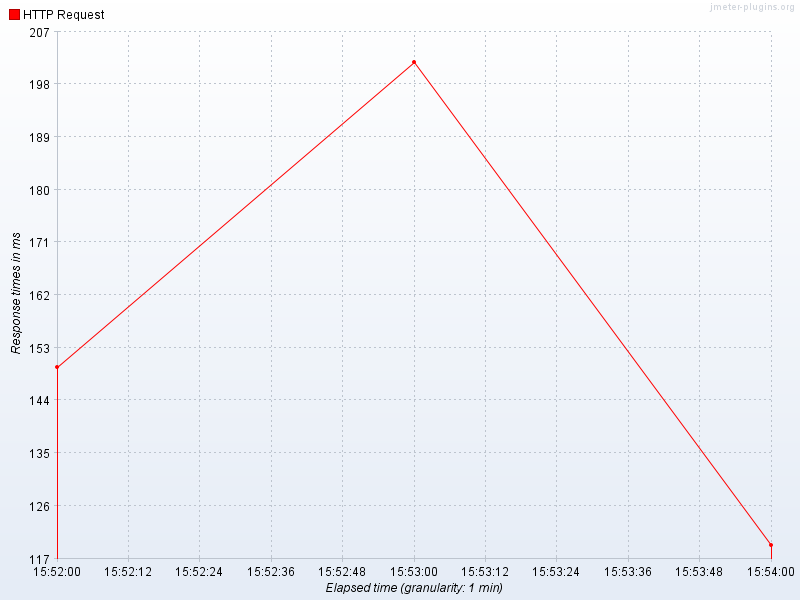 jmeter-plugins.org
HTTP Request
207
198
189
180
171
162
153
144
135
126
117
Response times in ms
15:52:00 15:52:12 15:52:24 15:52:36 15:52:48 15:53:00 15:53:12 15:53:24 15:53:36 15:53:48 15:54:00
Elapsed time (granularity: 1 min)